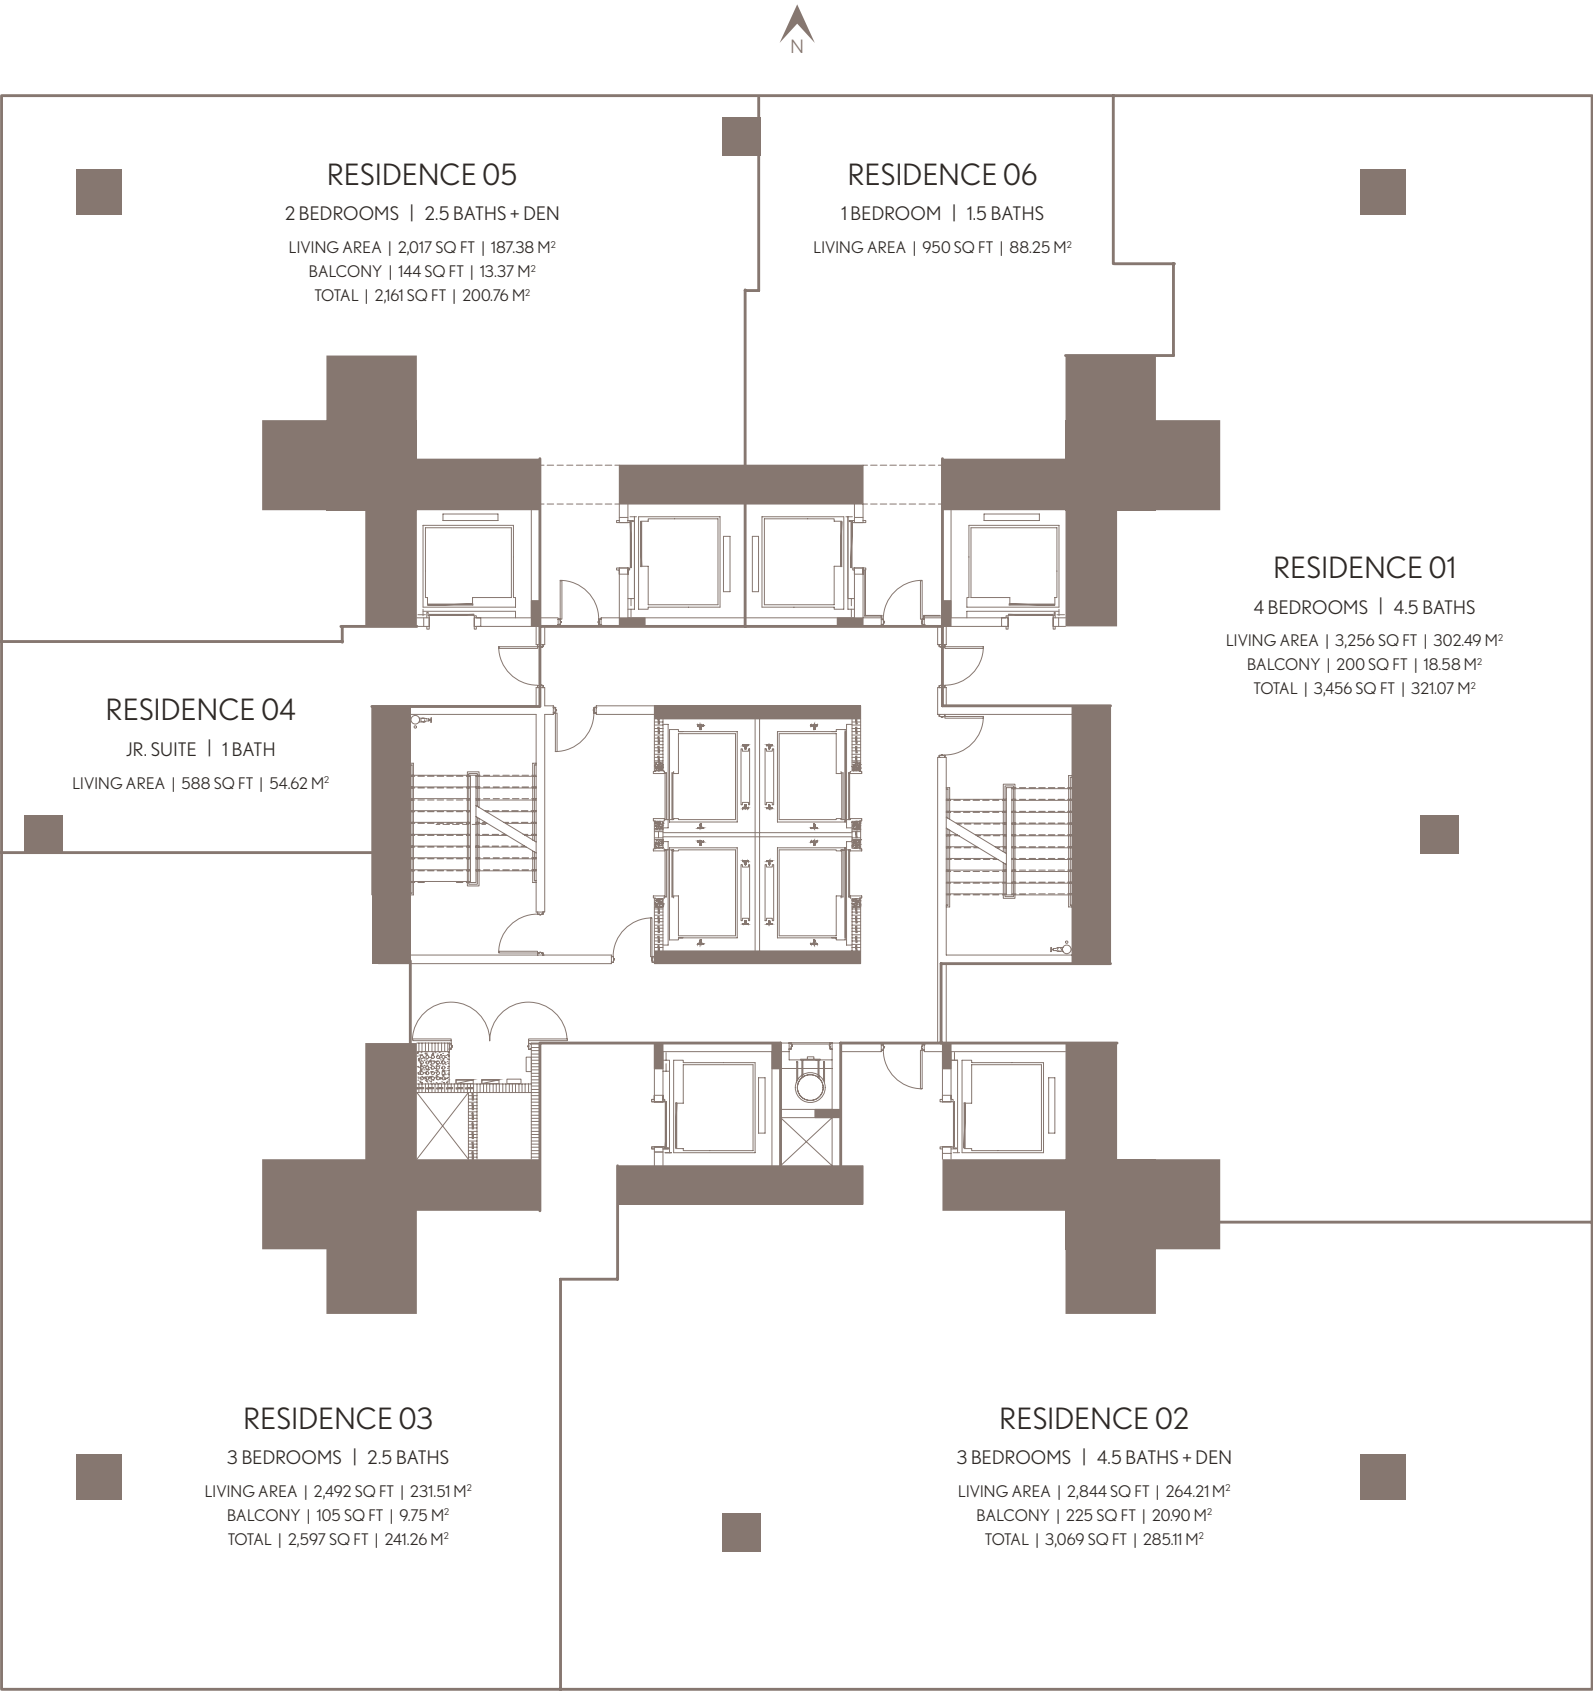 N
RESIDENCE 05
2 BEDROOMS | 2.5 BATHS + DEN
LIVING AREA | 2,017 SQ FT | 187.38 M²
BALCONY | 144 SQ FT | 13.37 M²
TOTAL | 2,161 SQ FT | 200.76 M²
RESIDENCE 06
1 BEDROOM | 1.5 BATHS
LIVING AREA | 950 SQ FT | 88.25 M²
RESIDENCE 01
4 BEDROOMS | 4.5 BATHS
LIVING AREA | 3,256 SQ FT | 302.49 M²
BALCONY | 200 SQ FT | 18.58 M²
TOTAL | 3,456 SQ FT | 321.07 M²
RESIDENCE 04
JR. SUITE | 1 BATH
LIVING AREA | 588 SQ FT | 54.62 M²
RESIDENCE 03
3 BEDROOMS | 2.5 BATHS
LIVING AREA | 2,492 SQ FT | 231.51 M²
BALCONY | 105 SQ FT | 9.75 M²
TOTAL | 2,597 SQ FT | 241.26 M²
RESIDENCE 02
3 BEDROOMS | 4.5 BATHS + DEN
LIVING AREA | 2,844 SQ FT | 264.21 M²
BALCONY | 225 SQ FT | 20.90 M²
TOTAL | 3,069 SQ FT | 285.11 M²